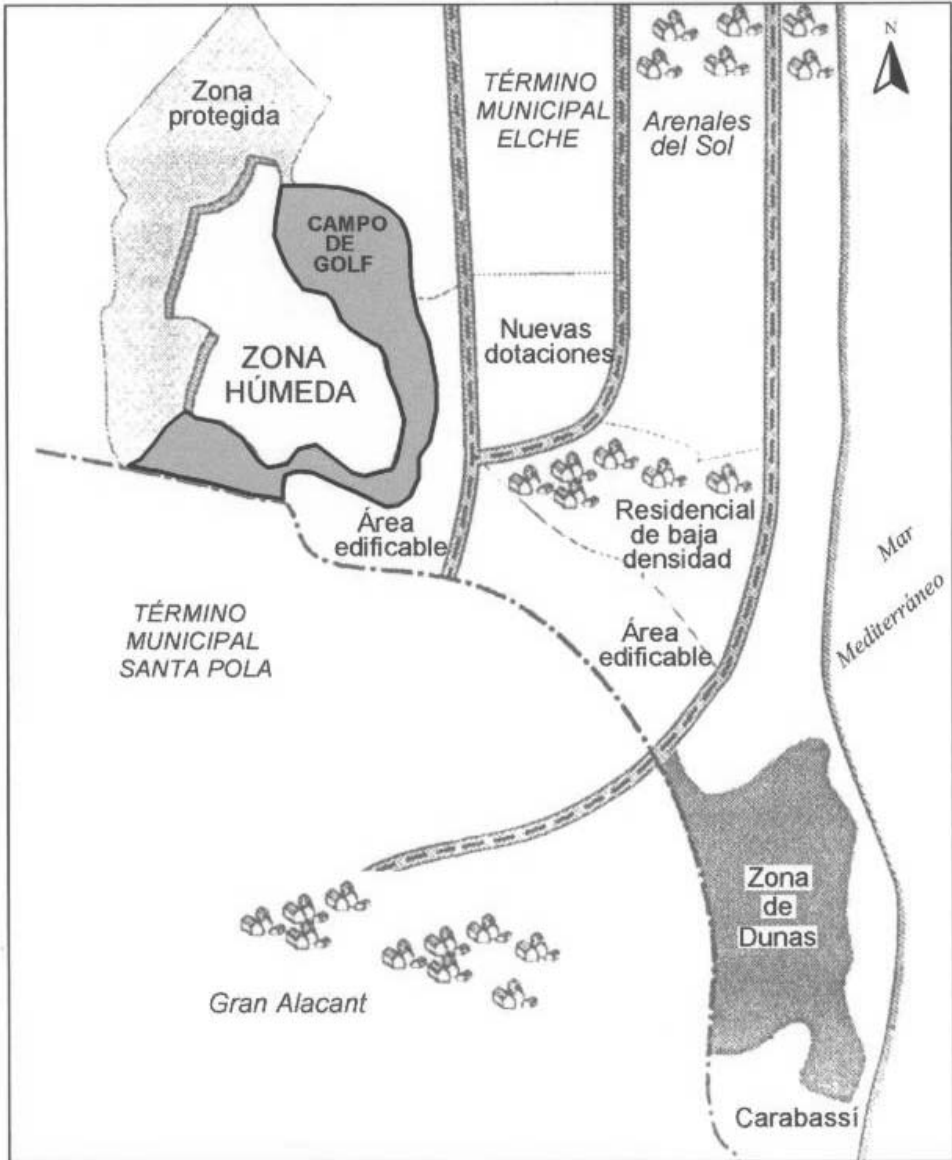 N
Zona
protegida
TÉRMINO
MUNICIPAL
ELCHE
Arenales
del Sol
CAMPO
DE
GOLF
Nuevas
dotaciones
ZONA
HÚMEDA
Área
edificable
Residencial
de baja
densidad
Mar
Mediterráneo
TÉRMINO
MUNICIPAL
SANTA POLA
Área
edificable
Zona
de
Dunas
Gran Alacant
Carabassí